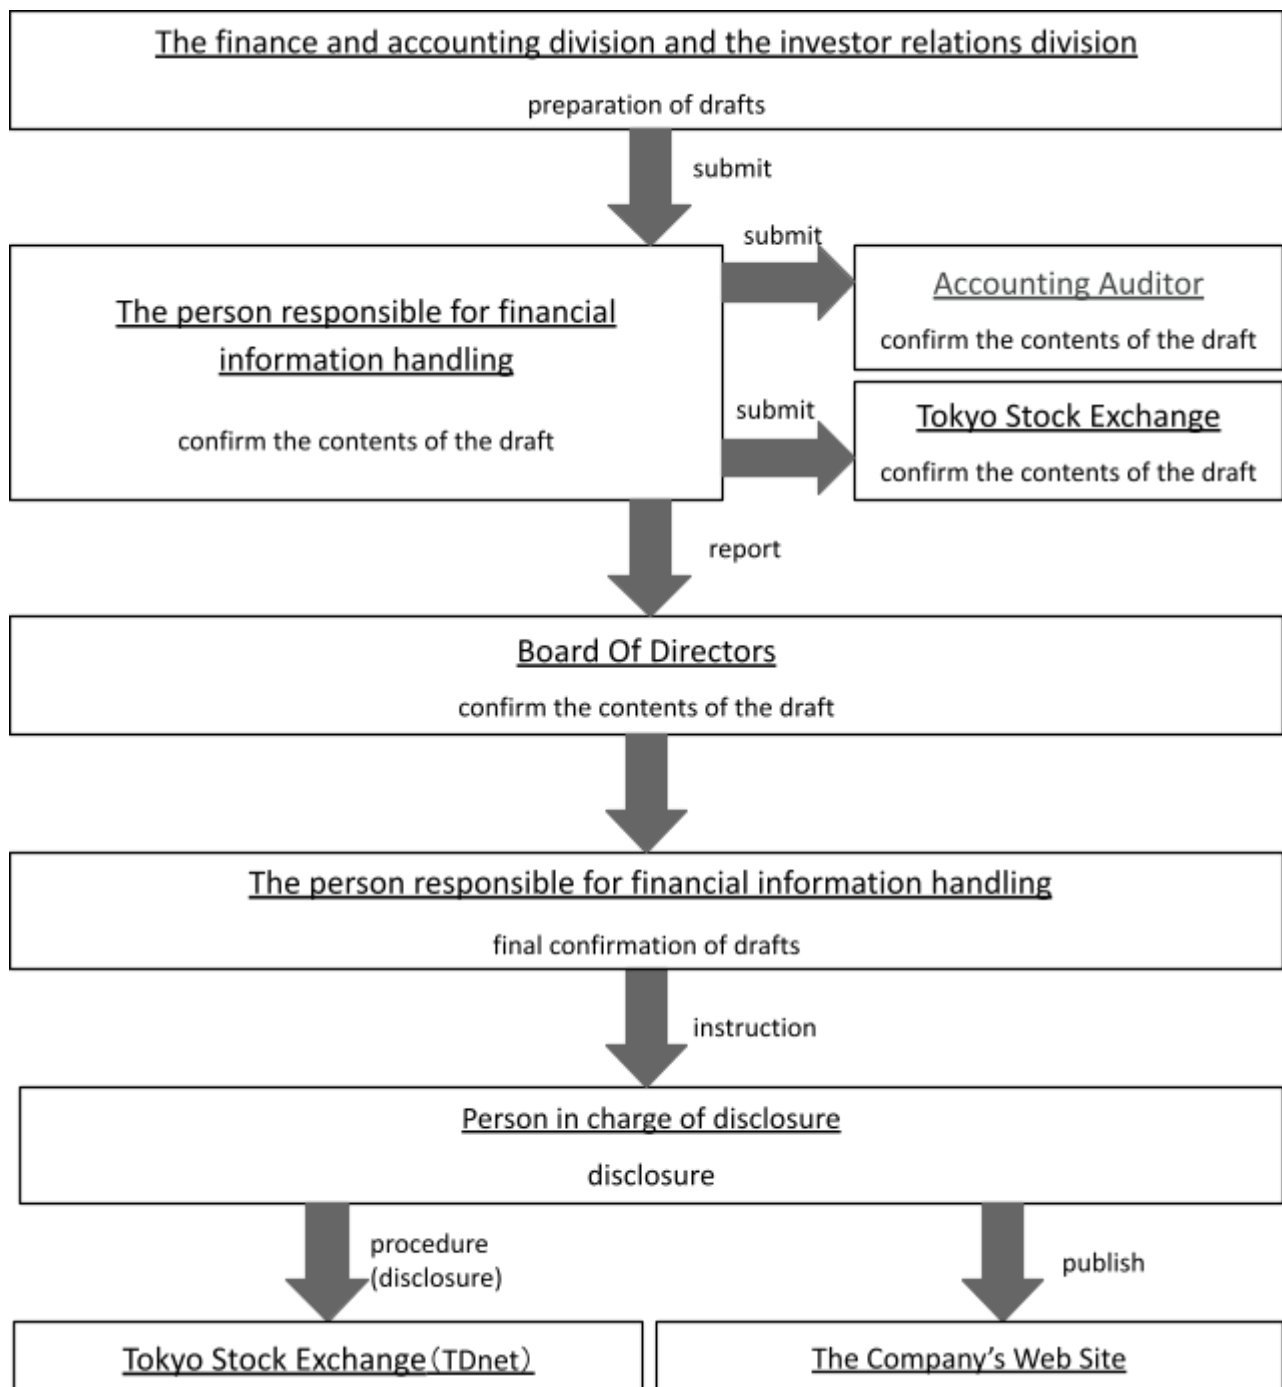 The finance and accounting division and the investor relations division
preparation of drafts
submit
submit
The person responsible for financial
information handling
confirm the contents of the draft
Accounting Auditor
confirm the contents of the draft
submit
Tokyo Stock Exchange
confirm the contents of the draft
report
Board Of Directors
confirm the contents of the draft
The person responsible for financial information handling
final confirmation of drafts
instruction
Person in charge of disclosure
disclosure
procedure
(disclosure)
publish
Tokyo Stock Exchange（TDnet）
The Company’s Web Site